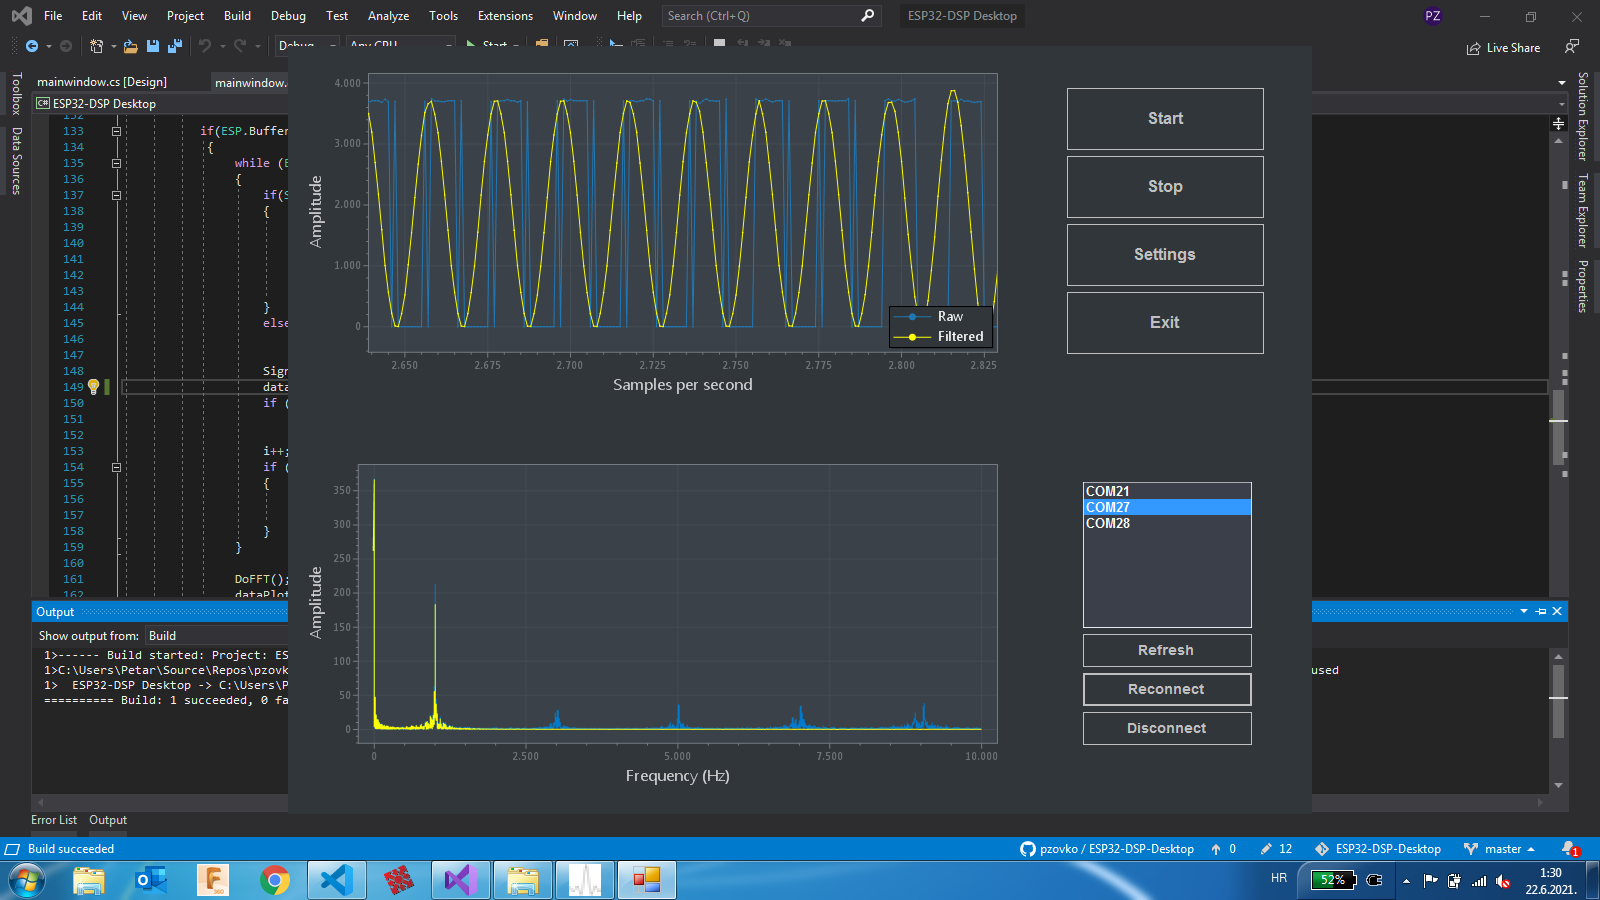 File Edit View Project Build Debug Test Analyze Tools Extensions Window Help Search (Ctrl+Q) ESP32-DSP Desktop PZ
Debug Any CPU Start Live Share
mainwindow.cs [Design] mainwindow.
C# ESP32-DSP Desktop
Toolbox
Data Sources
Solution Explorer
Team Explorer
Properties
132
133 if(ESP.Buffer
134 {
135 while (
136 {
137 if(S
138 {
139
140
141
142
143
144 }
145 else
146
147
148 Sign
149 data
150 if (
151
152
153 i++;
154 if (
155 {
156
157
158 }
159 }
160
161 DoFFT();
162 dataPlot
4.000
3.000
2.000
1.000
0
Amplitude
Raw
Filtered
2.650 2.675 2.700 2.725 2.750 2.775 2.800 2.825
Samples per second
Start
Stop
Settings
Exit
350
300
250
200
150
100
50
0
Amplitude
0 2.500 5.000 7.500 10.000
Frequency (Hz)
COM21
COM27
COM28
Refresh
Reconnect
Disconnect
Output
Show output from: Build
1>------ Build started: Project: ES
1>C:\Users\Petar\Source\Repos\pzovk used
1> ESP32-DSP Desktop -> C:\Users\P
========== Build: 1 succeeded, 0 fa
Error List Output
Build succeeded pzovko / ESP32-DSP-Desktop 0 12 ESP32-DSP-Desktop master 1
F 360 HR 52% 1:30
22.6.2021.